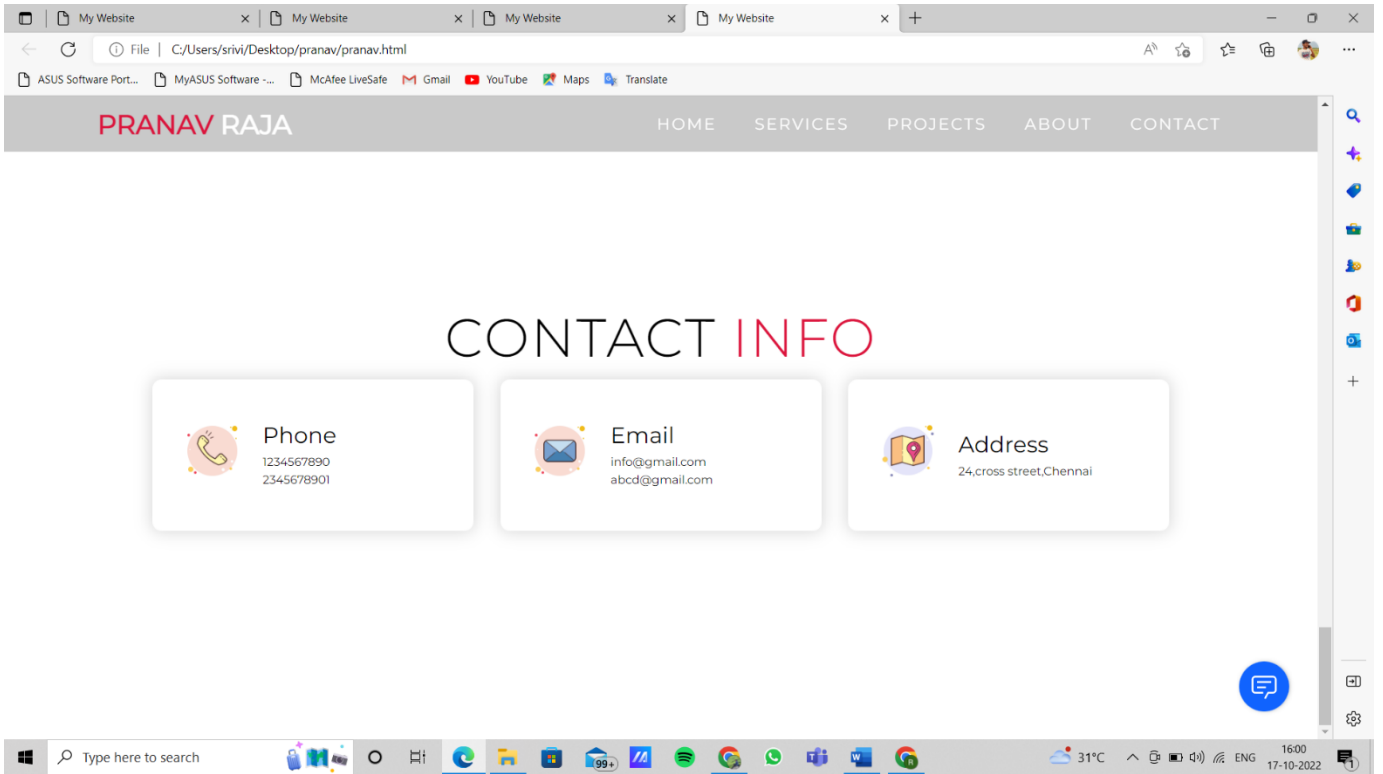 My Website
My Website
My Website
My Website
File | C:/Users/srivi/Desktop/pranav/pranav.html
ASUS Software Port... MyASUS Software -... McAfee LiveSafe Gmail YouTube Maps Translate
PRANAV RAJA HOME SERVICES PROJECTS ABOUT CONTACT
CONTACT INFO
Phone
1234567890
2345678901
Email
info@gmail.com
abcd@gmail.com
Address
24,cross street,Chennai
Type here to search 99+ 31°C ENG 16:00
17-10-2022 1